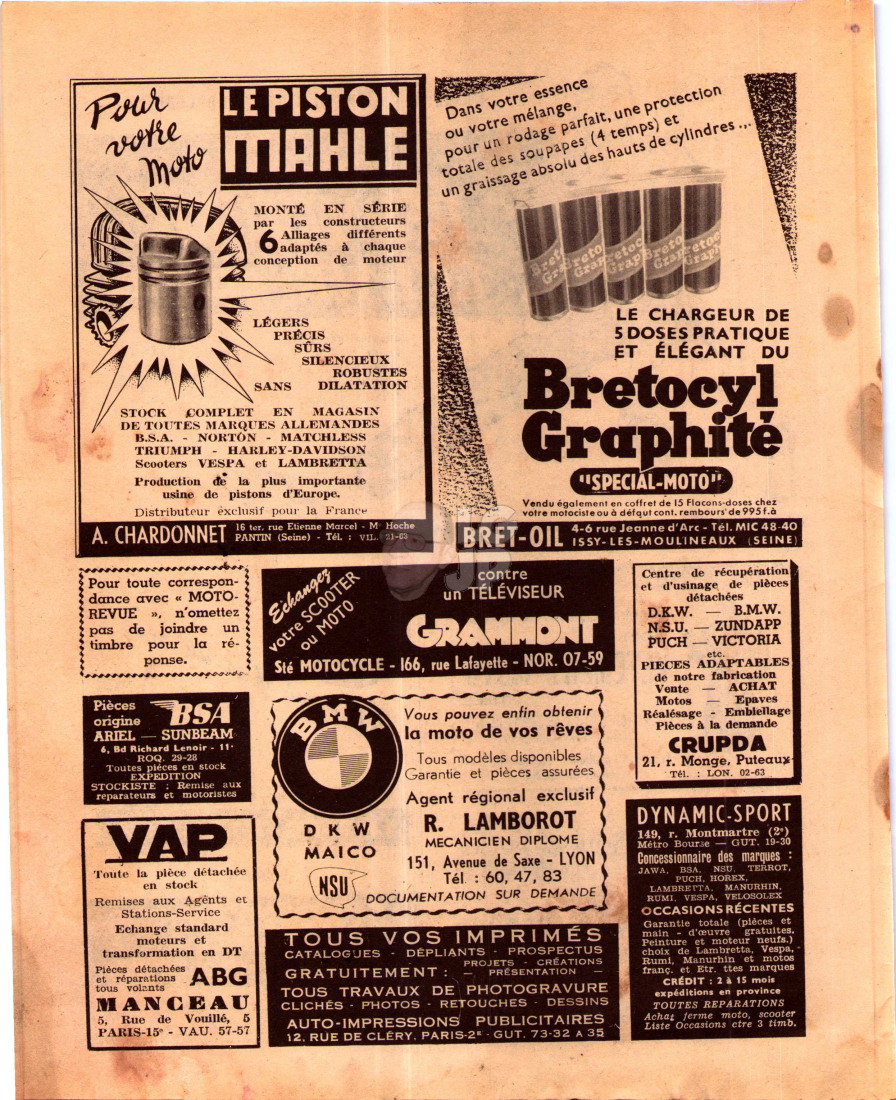 Pour
votre
Moto
LE PISTON
MAHLE
MONTÉ EN SÉRIE
par les constructeurs
6 Alliages différents
adaptés à chaque
conception de moteur
LÉGERS
PRÉCIS
SÛRS
SILENCIEUX
ROBUSTES
SANS DILATATION
STOCK COMPLET EN MAGASIN
DE TOUTES MARQUES ALLEMANDES
B.S.A. - NORTON - MATCHLESS
TRIUMPH - HARLEY-DAVIDSON
Scooters VESPA et LAMBRETTA
Production de la plus importante
usine de pistons d'Europe.
Distributeur exclusif pour la France
A. CHARDONNET
16 ter, rue Etienne Marcel - Mº Hoche
PANTIN (Seine) - Tél. : VIL. 21-03
Dans votre essence
ou votre mélange,
pour un rodage parfait, une protection
totale des soupapes (4 temps) et
un graissage absolu des hauts de cylindres ...
LE CHARGEUR DE
5 DOSES PRATIQUE
ET ÉLÉGANT DU
Bretocyl
Graphité
"SPECIAL-MOTO"
Vendu également en coffret de 15 Flacons-doses chez
votre motociste ou à défaut cont. rembours' de 995 f. à
BRET-OIL
4-6 rue Jeanne d'Arc - Tél. MIC 48-40
ISSY-LES-MOULINEAUX (SEINE)
Pour toute correspon-
dance avec « MOTO-
REVUE », n'omettez
pas de joindre un
timbre pour la ré-
ponse.
Echangez
votre SCOOTER
ou MOTO
contre
un TÉLÉVISEUR
GRAMMONT
Sté MOTOCYCLE - 166, rue Lafayette - NOR. 07-59
Centre de récupération
et d'usinage de pièces
détachées
D.K.W. — B.M.W.
N.S.U. - ZUNDAPP
PUCH — VICTORIA
etc.
PIECES ADAPTABLES
de notre fabrication
Vente — ACHAT
Motos — Epaves
Réalésage - Embiellage
Pièces à la demande
CRUPDA
21, r. Monge, Puteaux
Tél. : LON. 02-63
Pièces
origine BSA
ARIEL — SUNBEAM
6, Bd Richard Lenoir - 11ᵉ
ROQ. 29-28
Toutes pièces en stock
EXPEDITION
STOCKISTE : Remise aux
reparateurs et motoristes
BMW
DKW
MAICO
NSU
Vous pouvez enfin obtenir
la moto de vos rêves
Tous modèles disponibles
Garantie et pièces assurées
Agent régional exclusif
R. LAMBOROT
MECANICIEN DIPLOME
151, Avenue de Saxe - LYON
Tél : 60, 47, 83
DOCUMENTATION SUR DEMANDE
VAP
Toute la pièce détachée
en stock
Remises aux Agents et
Stations-Service
Echange standard
moteurs et
transformation en DT
Pièces détachées
et réparations ABG
tous volants
MANCEAU
5, Rue de Vouillé, 5
PARIS-15ᵉ - VAU. 57-57
TOUS VOS IMPRIMÉS
CATALOGUES - DÉPLIANTS - PROSPECTUS
PROJETS - CRÉATIONS
GRATUITEMENT : — PRÉSENTATION —
TOUS TRAVAUX DE PHOTOGRAVURE
CLICHÉS - PHOTOS - RETOUCHES - DESSINS
AUTO-IMPRESSIONS PUBLICITAIRES
12, RUE DE CLÉRY, PARIS-2ᴱ - GUT. 73-32 A 35
DYNAMIC-SPORT
149, r. Montmartre (2ᵉ)
Métro Bourse — GUT. 19-30
Concessionnaire des marques :
JAWA, BSA, NSU, TERROT,
PUCH, HOREX,
LAMBRETTA, MANURHIN,
RUMI, VESPA, VELOSOLEX
OCCASIONS RÉCENTES
Garantie totale (pièces et
main - d'œuvre gratuites.
Peinture et moteur neufs.)
choix de Lambretta, Vespa,
Rumi, Manurhin et motos
franç. et Etr. ttes marques
CRÉDIT : 2 à 15 mois
expéditions en province
TOUTES REPARATIONS
Achat ferme moto, scooter
Liste Occasions ctre 3 timb.